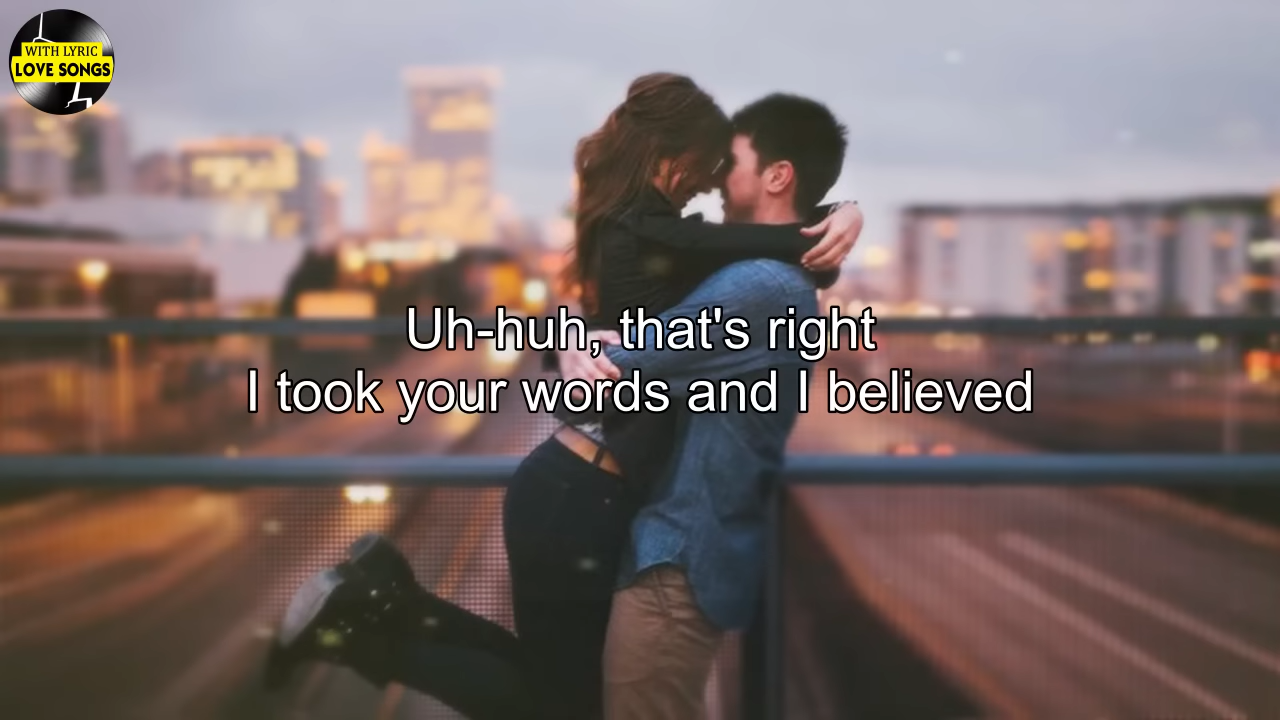 WITH LYRIC
LOVE SONGS
Uh-huh, that's right
I took your words and I believed